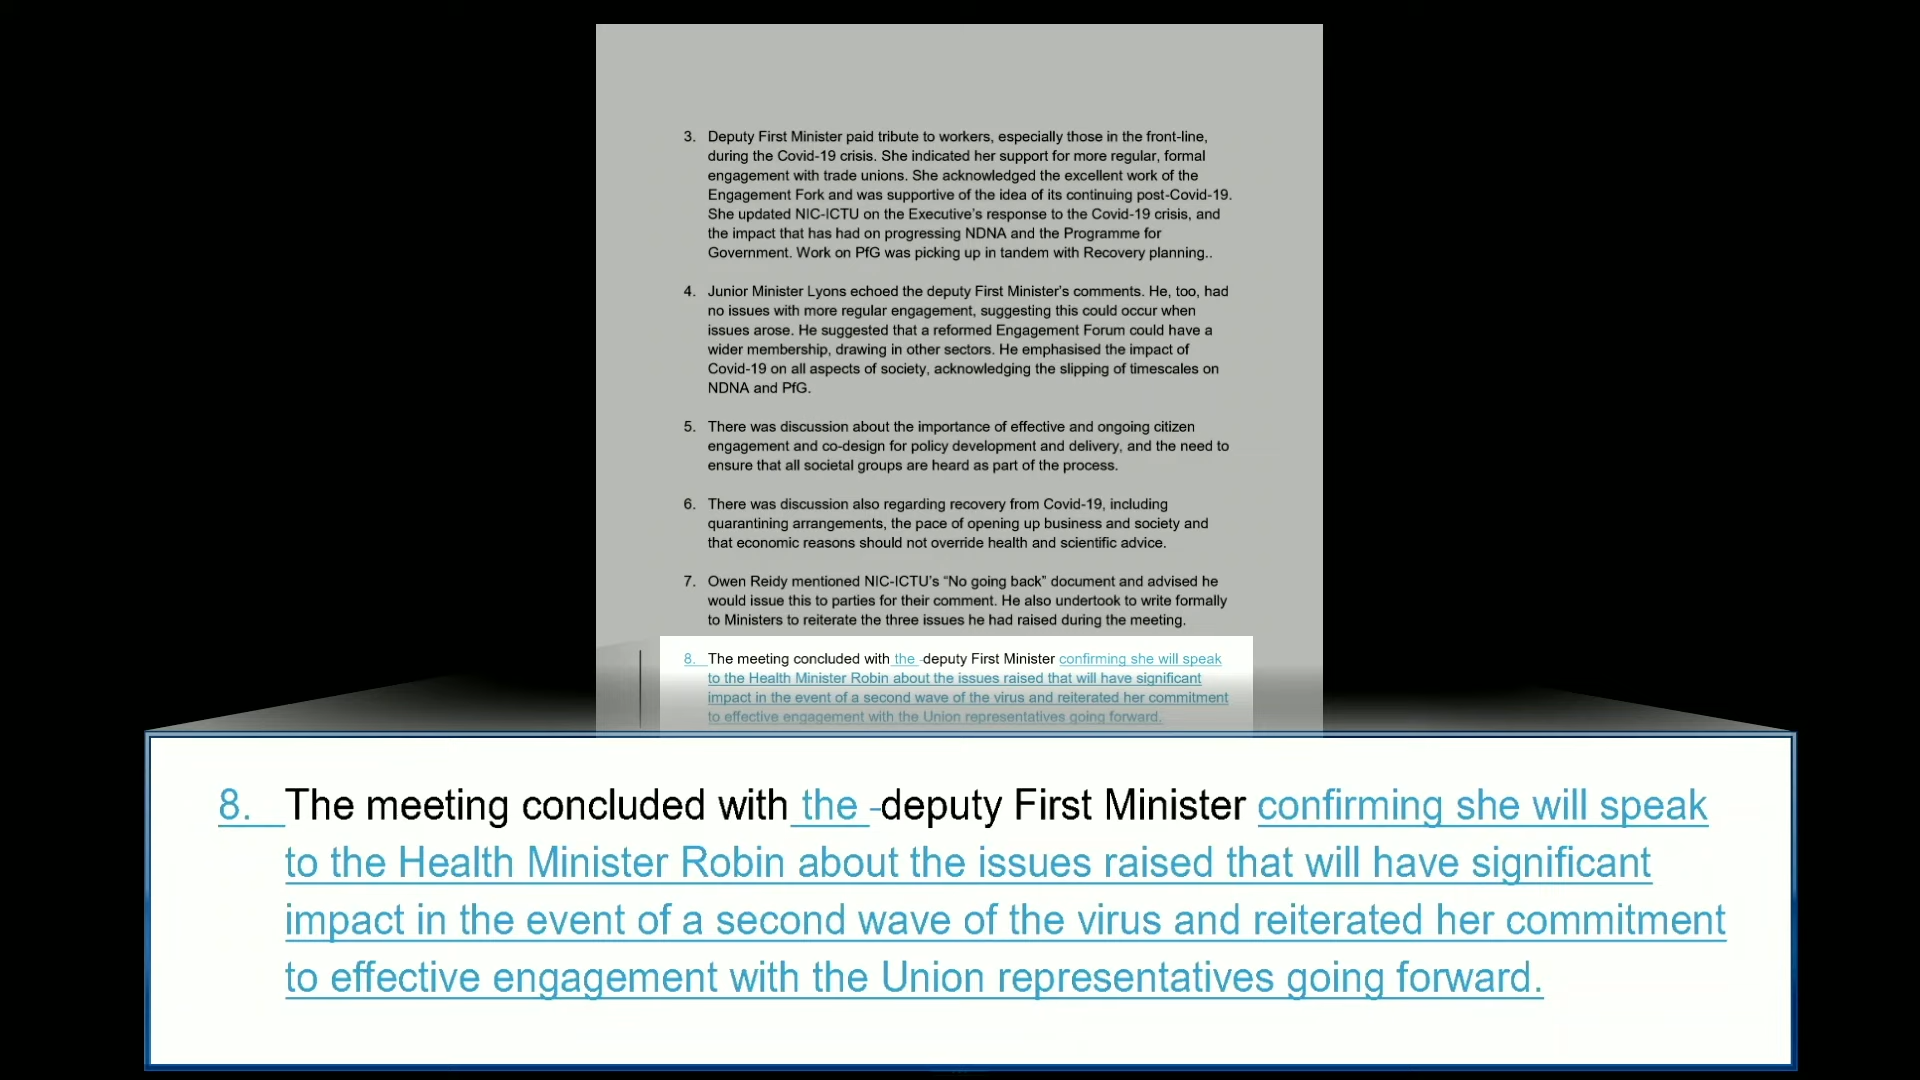 3. Deputy First Minister paid tribute to workers, especially those in the front-line,
during the Covid-19 crisis. She indicated her support for more regular, formal
engagement with trade unions. She acknowledged the excellent work of the
Engagement Fork and was supportive of the idea of its continuing post-Covid-19.
She updated NIC-ICTU on the Executive's response to the Covid-19 crisis, and
the impact that has had on progressing NDNA and the Programme for
Government. Work on PfG was picking up in tandem with Recovery planning..
4. Junior Minister Lyons echoed the deputy First Minister's comments. He, too, had
no issues with more regular engagement, suggesting this could occur when
issues arose. He suggested that a reformed Engagement Forum could have a
wider membership, drawing in other sectors. He emphasised the impact of
Covid-19 on all aspects of society, acknowledging the slipping of timescales on
NDNA and PfG.
5. There was discussion about the importance of effective and ongoing citizen
engagement and co-design for policy development and delivery, and the need to
ensure that all societal groups are heard as part of the process.
6. There was discussion also regarding recovery from Covid-19, including
quarantining arrangements, the pace of opening up business and society and
that economic reasons should not override health and scientific advice.
7. Owen Reidy mentioned NIC-ICTU's “No going back” document and advised he
would issue this to parties for their comment. He also undertook to write formally
to Ministers to reiterate the three issues he had raised during the meeting.
8. The meeting concluded with the -deputy First Minister confirming she will speak
to the Health Minister Robin about the issues raised that will have significant
impact in the event of a second wave of the virus and reiterated her commitment
to effective engagement with the Union representatives going forward.
8. The meeting concluded with the -deputy First Minister confirming she will speak
to the Health Minister Robin about the issues raised that will have significant
impact in the event of a second wave of the virus and reiterated her commitment
to effective engagement with the Union representatives going forward.